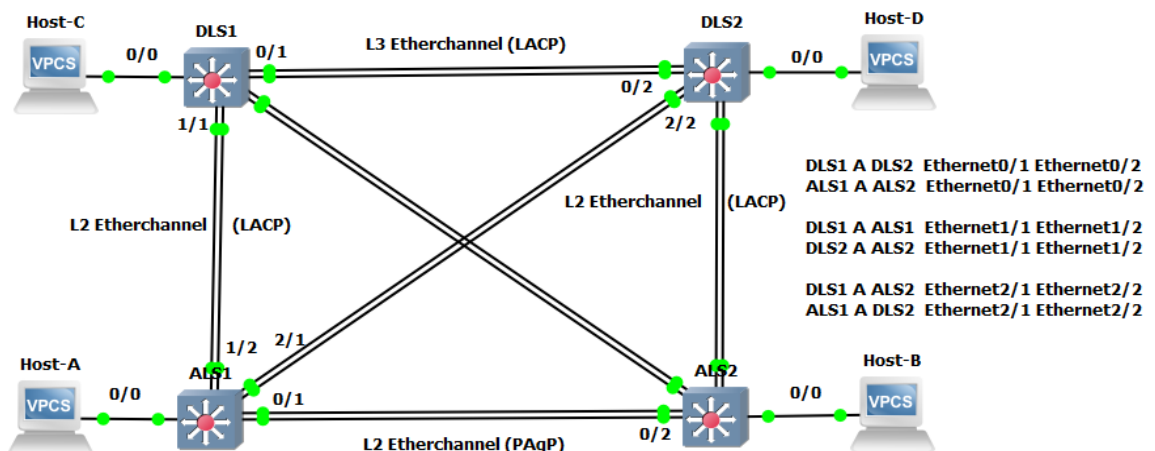 Host-C
DLS1
DLS2
Host-D
0/0
0/1
L3 Etherchannel (LACP)
0/0
VPCS
VPCS
0/2
1/1
2/2
DLS1 A DLS2 Ethernet0/1 Ethernet0/2
ALS1 A ALS2 Ethernet0/1 Ethernet0/2
L2 Etherchannel (LACP)
L2 Etherchannel (LACP)
DLS1 A ALS1 Ethernet1/1 Ethernet1/2
DLS2 A ALS2 Ethernet1/1 Ethernet1/2
DLS1 A ALS2 Ethernet2/1 Ethernet2/2
ALS1 A DLS2 Ethernet2/1 Ethernet2/2
1/2
2/1
Host-A
ALS1
ALS2
Host-B
0/0
0/1
0/0
VPCS
VPCS
0/2
L2 Etherchannel (PAgP)